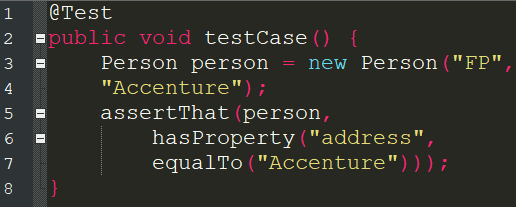 1 @Test
2 public void testCase() {
3     Person person = new Person("FP",
4     "Accenture");
5     assertThat(person,
6         hasProperty("address",
7         equalTo("Accenture")));
8 }